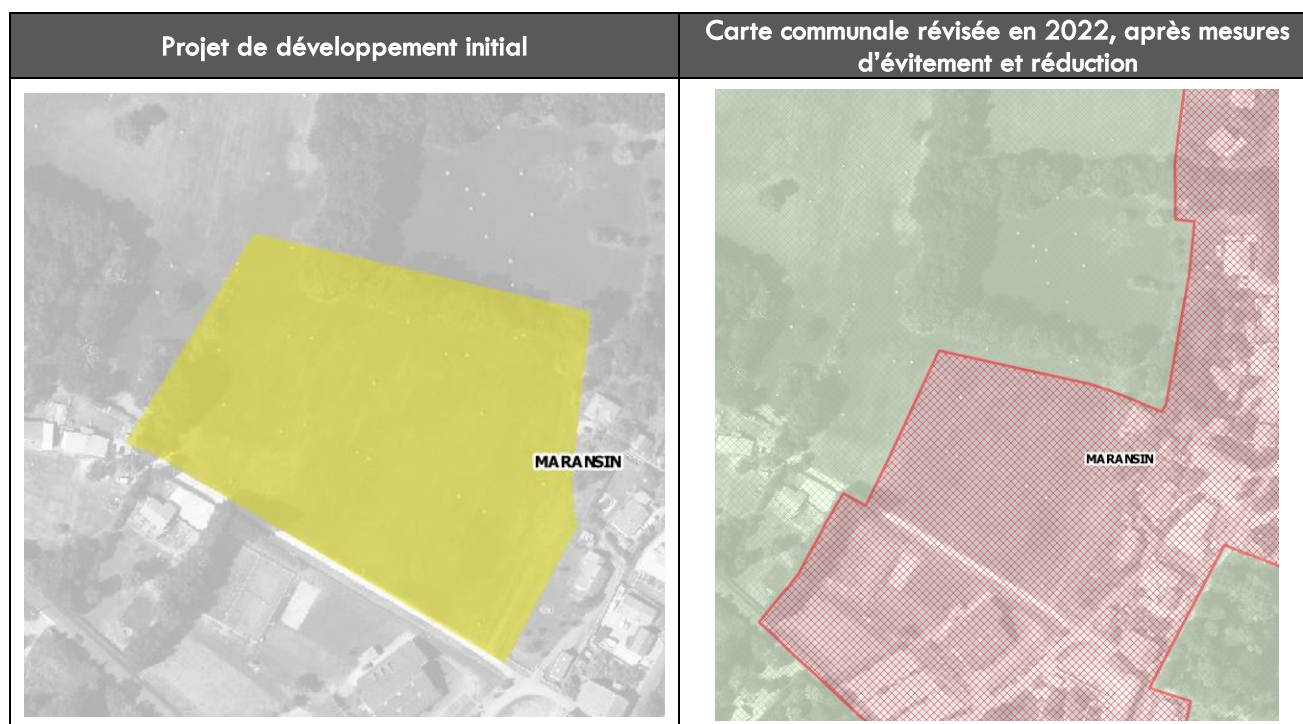 Projet de développement initial
Carte communale révisée en 2022, après mesures
d'évitement et réduction
MARANSIN
MARANSIN